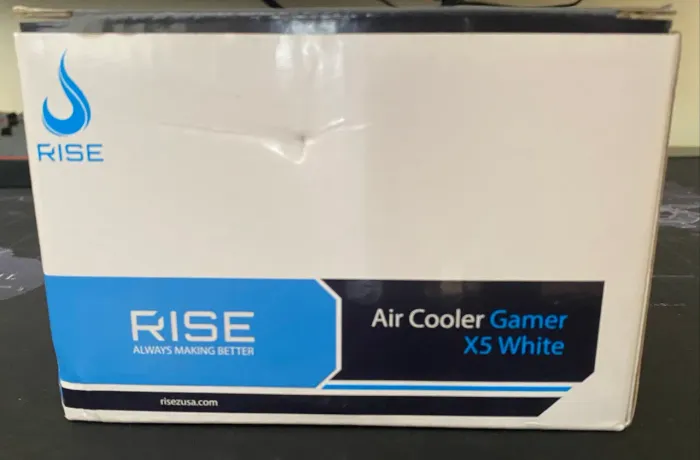 RISE
RISE
ALWAYS MAKING BETTER
Air Cooler Gamer
X5 White
risezusa.com